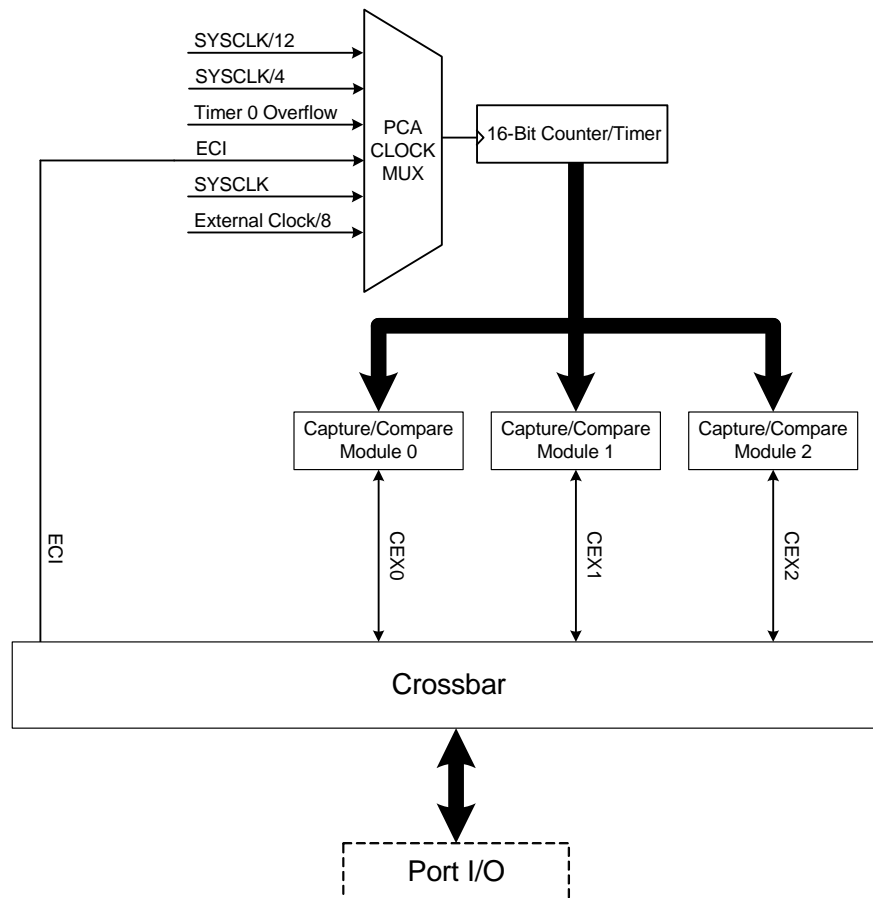 SYSCLK/12
SYSCLK/4
Timer 0 Overflow
ECI
SYSCLK
External Clock/8
PCA
CLOCK
MUX
16-Bit Counter/Timer
Capture/Compare
Module 0
Capture/Compare
Module 1
Capture/Compare
Module 2
ECI
CEX0
CEX1
CEX2
Crossbar
Port I/O